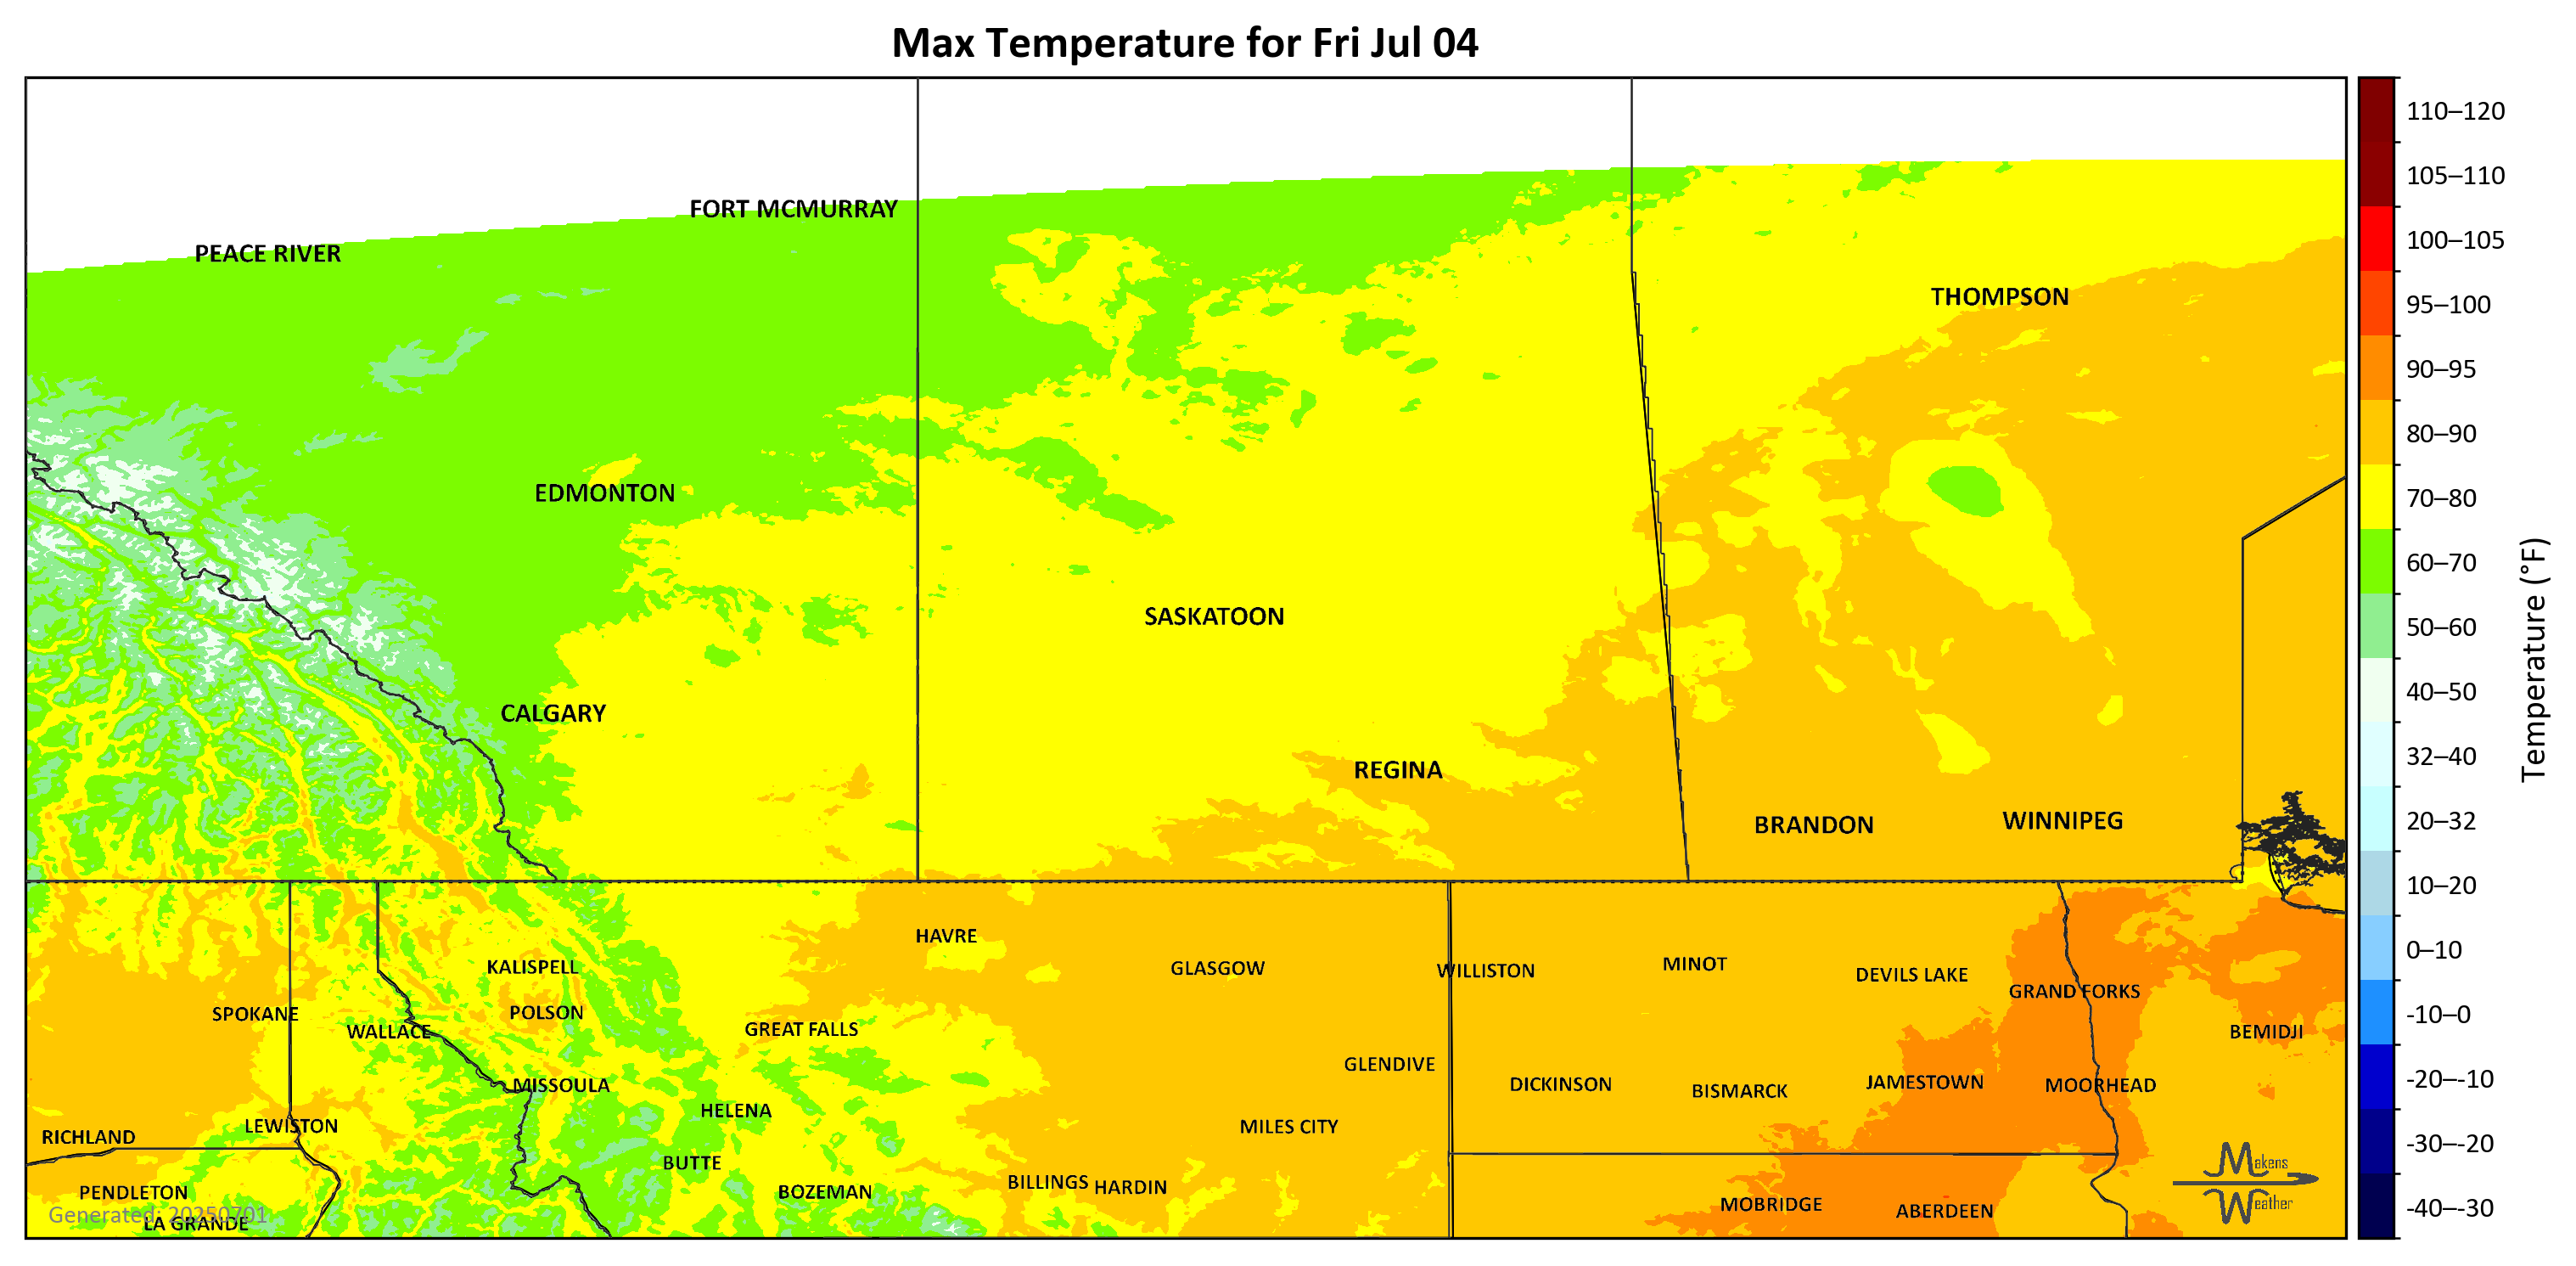 Max Temperature for Fri Jul 04
110–120
105–110
100–105
95–100
90–95
80–90
70–80
60–70
50–60
40–50
32–40
20–32
10–20
0–10
-10–0
-20–-10
-30–-20
-40–-30
Temperature (°F)
FORT MCMURRAY
PEACE RIVER
THOMPSON
EDMONTON
SASKATOON
CALGARY
REGINA
BRANDON
WINNIPEG
HAVRE
KALISPELL
GLASGOW
WILLISTON
MINOT
DEVILS LAKE
GRAND FORKS
SPOKANE
POLSON
WALLACE
GREAT FALLS
BEMIDJI
GLENDIVE
MISSOULA
DICKINSON
BISMARCK
JAMESTOWN
MOORHEAD
HELENA
LEWISTON
MILES CITY
RICHLAND
BUTTE
PENDLETON
BOZEMAN
BILLINGS
HARDIN
MOBRIDGE
ABERDEEN
Generated: 20250701
LA GRANDE
Makens
Weather